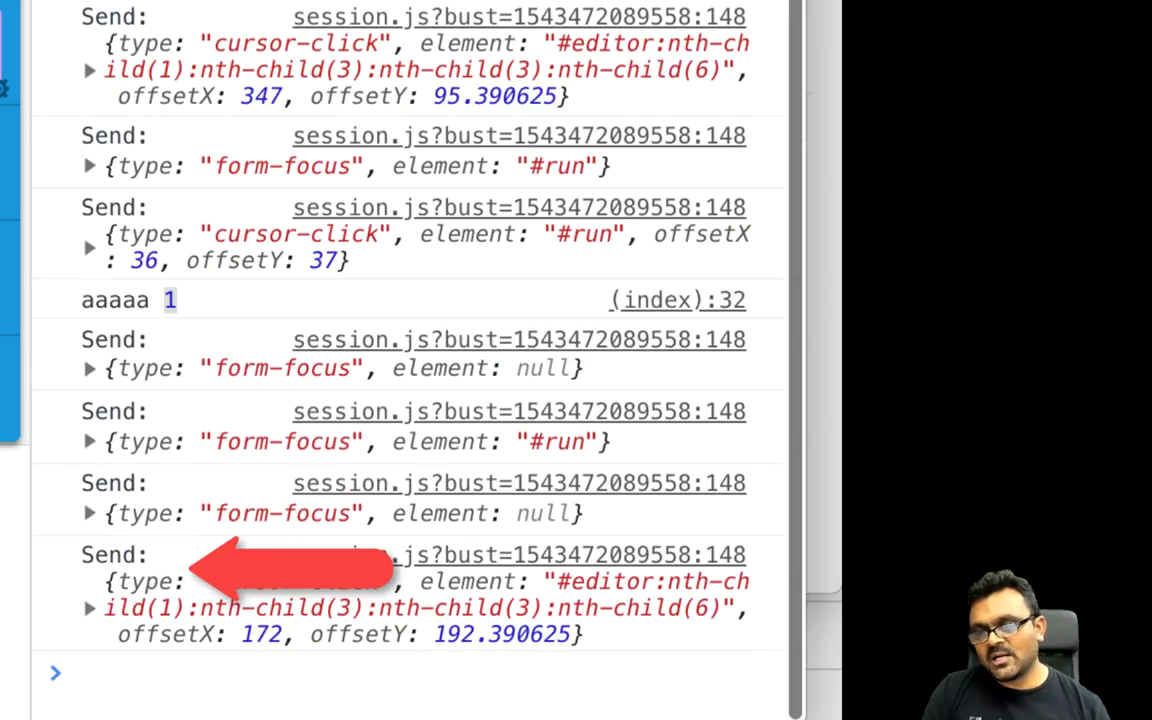 Send: session.js?bust=1543472089558:148
{type: "cursor-click", element: "#editor:nth-ch
ild(1):nth-child(3):nth-child(3):nth-child(6)",
offsetX: 347, offsetY: 95.390625}
Send: session.js?bust=1543472089558:148
{type: "form-focus", element: "#run"}
Send: session.js?bust=1543472089558:148
{type: "cursor-click", element: "#run", offsetX
: 36, offsetY: 37}
aaaaa 1 (index):32
Send: session.js?bust=1543472089558:148
{type: "form-focus", element: null}
Send: session.js?bust=1543472089558:148
{type: "form-focus", element: "#run"}
Send: session.js?bust=1543472089558:148
{type: "form-focus", element: null}
Send: .js?bust=1543472089558:148
{type: , element: "#editor:nth-ch
ild(1):nth-child(3):nth-child(3):nth-child(6)",
offsetX: 172, offsetY: 192.390625}